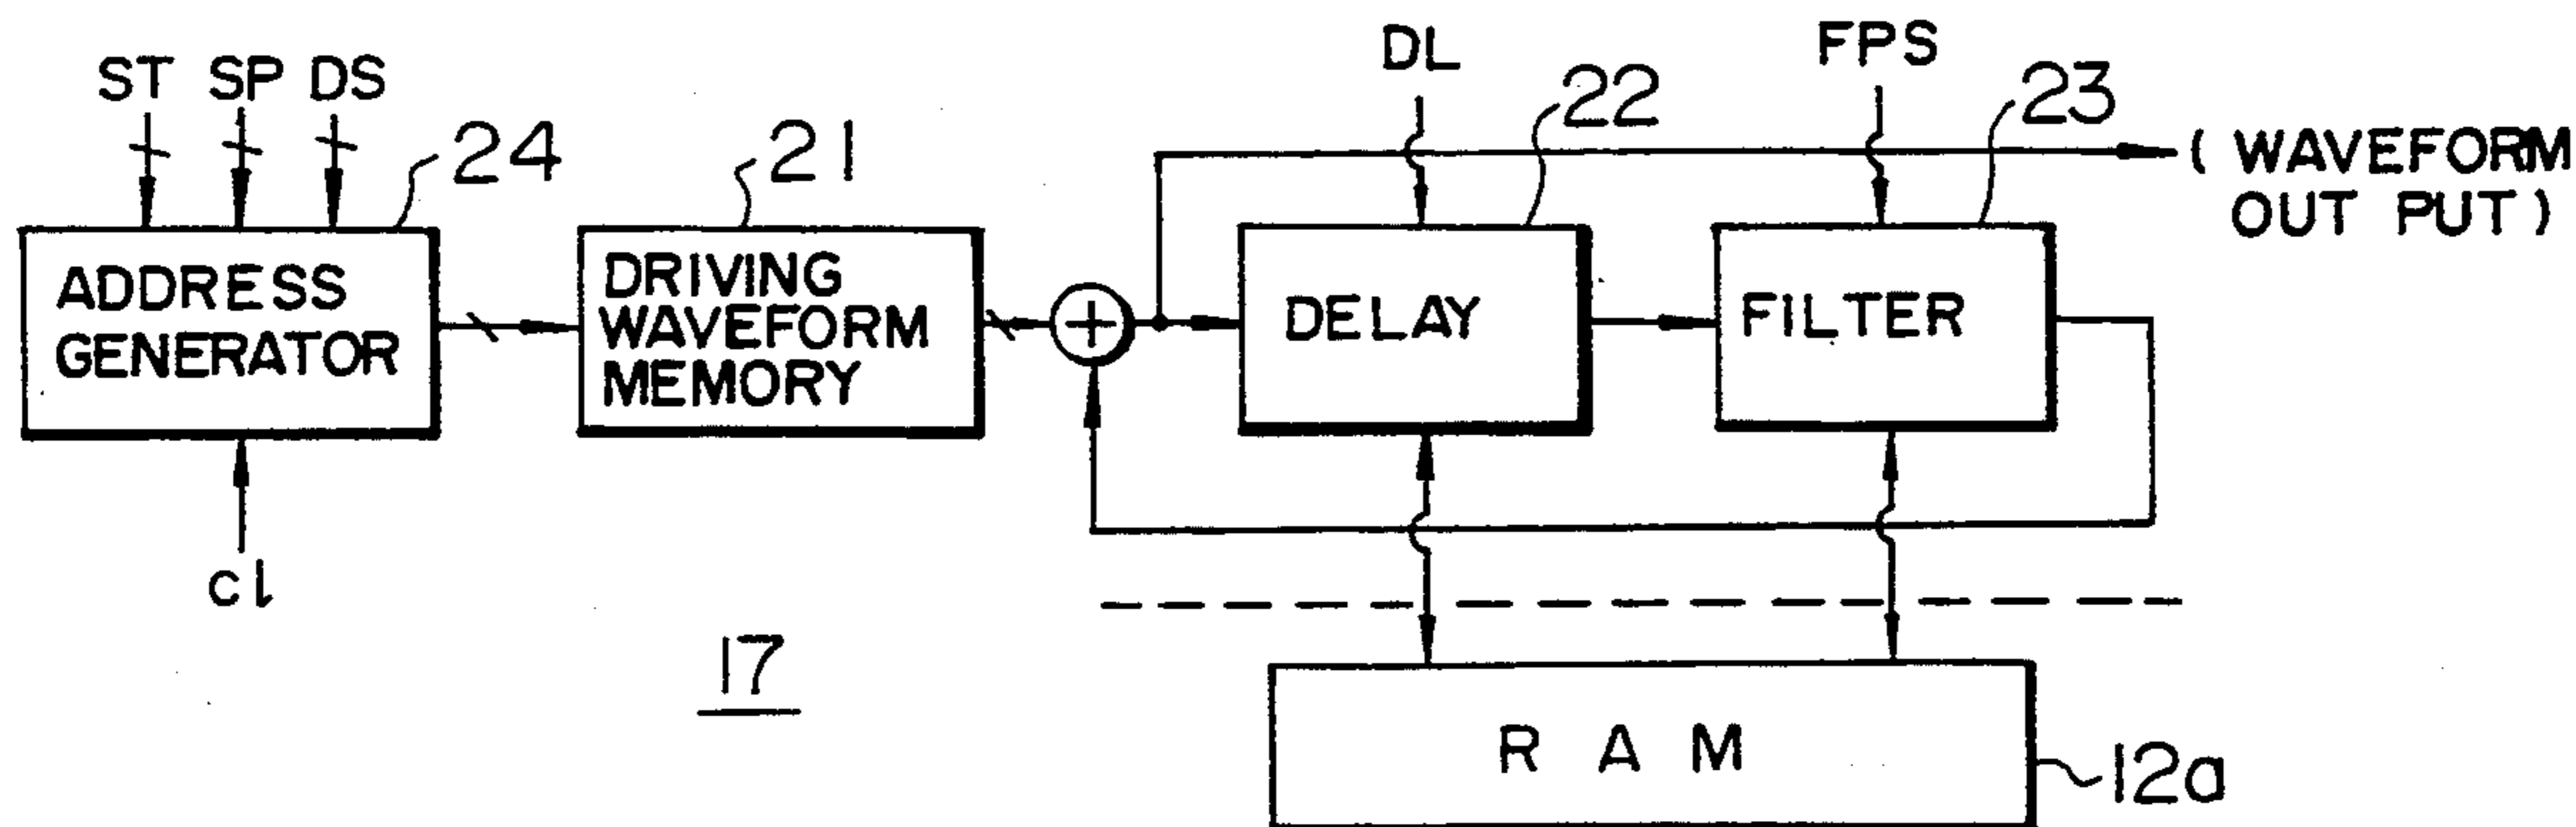 ST SP DS
24
21
DL
22
FPS
23
( WAVEFORM
OUT PUT )
ADDRESS
GENERATOR
DRIVING
WAVEFORM
MEMORY
+
DELAY
FILTER
cl
17
R A M
12a